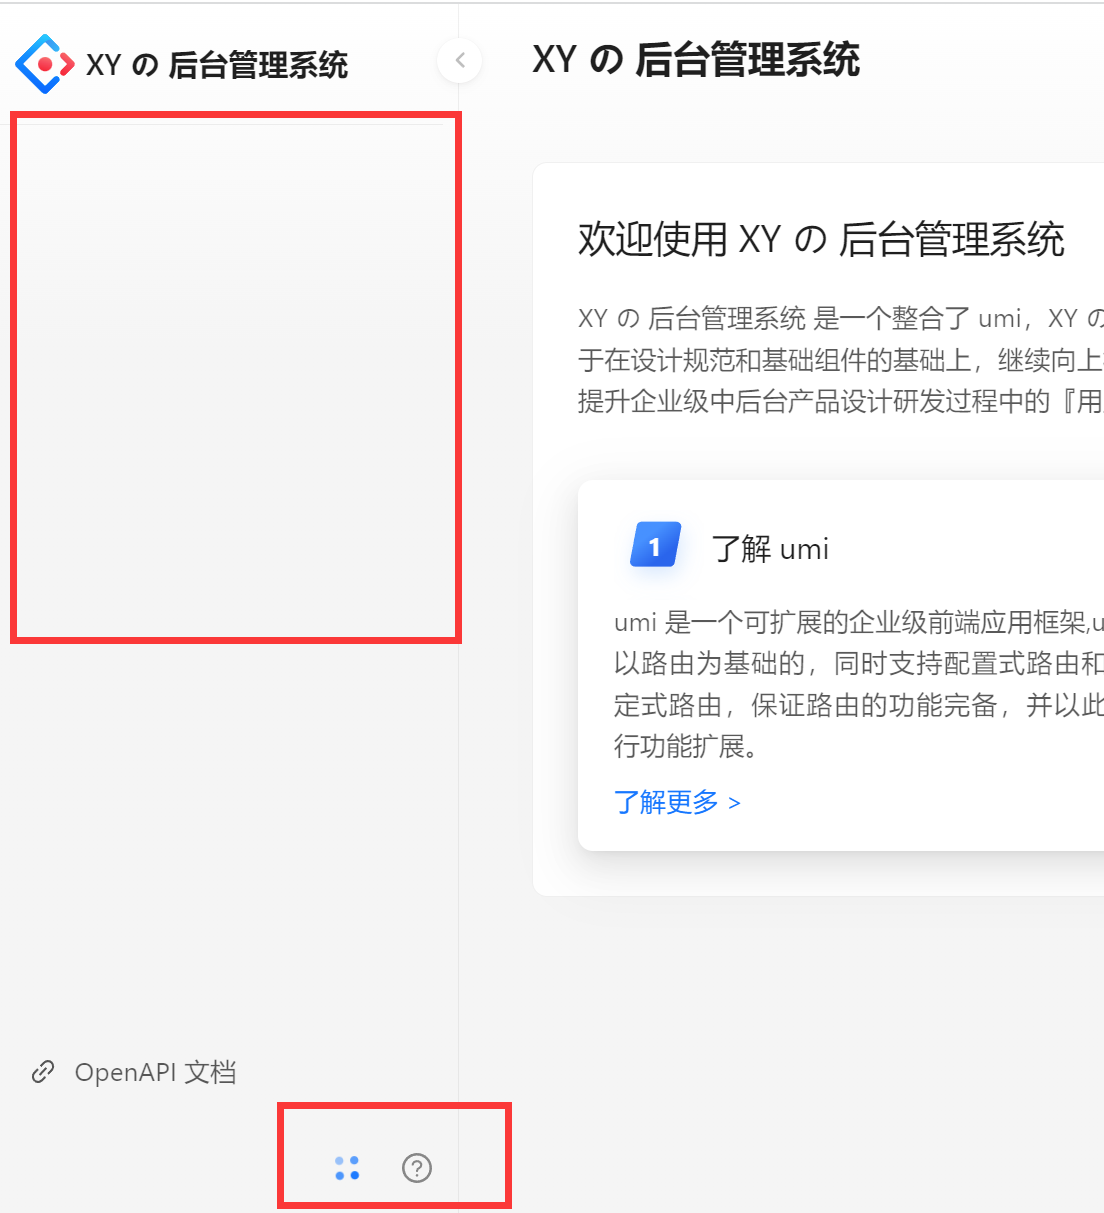 XY の 后台管理系统
XY の 后台管理系统
欢迎使用 XY の 后台管理系统
XY の 后台管理系统 是一个整合了 umi，XY の
于在设计规范和基础组件的基础上，继续向上
提升企业级中后台产品设计研发过程中的『用
1 了解 umi
umi 是一个可扩展的企业级前端应用框架,u
以路由为基础的，同时支持配置式路由和
定式路由，保证路由的功能完备，并以此
行功能扩展。
了解更多 >
OpenAPI 文档
?